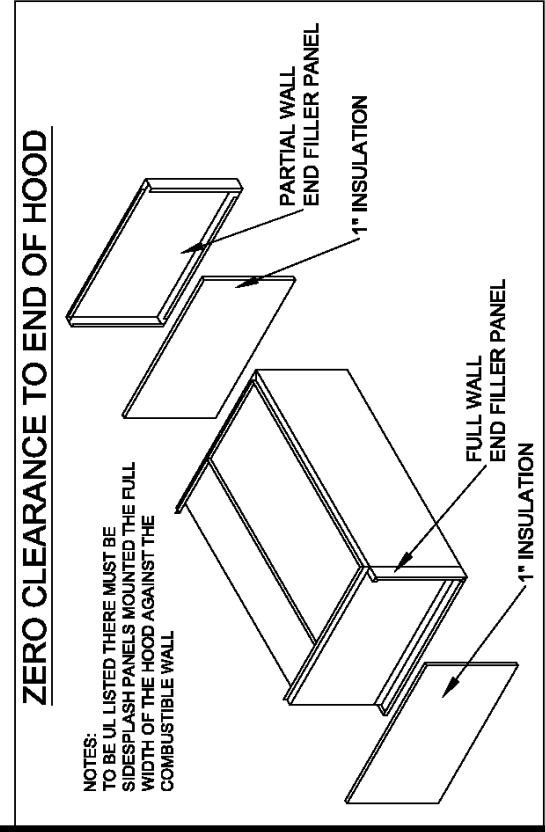 ZERO CLEARANCE TO END OF HOOD
NOTES:
TO BE UL LISTED THERE MUST BE
SIDESPLASH PANELS MOUNTED THE FULL
WIDTH OF THE HOOD AGAINST THE
COMBUSTIBLE WALL
PARTIAL WALL
END FILLER PANEL
1" INSULATION
FULL WALL
END FILLER PANEL
1" INSULATION